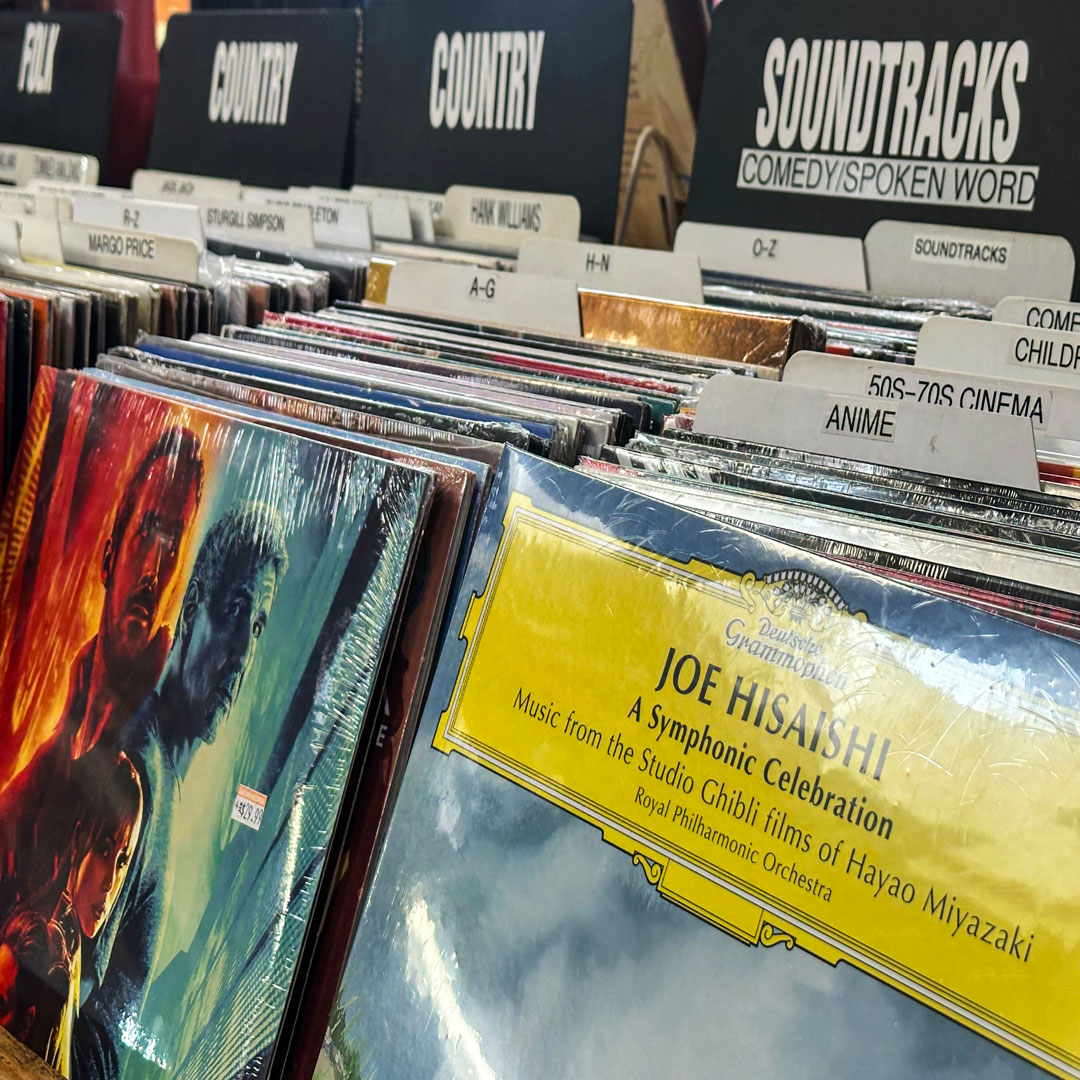 FOLK
COUNTRY
COUNTRY
SOUNDTRACKS
COMEDY/SPOKEN WORD
R-Z
STURGILL SIMPSON
HANK WILLIAMS
MARGO PRICE
O-Z
SOUNDTRACKS
H-N
A-G
50S-70S CINEMA
ANIME
Deutsche
Grammophon
JOE HISAISHI
A Symphonic Celebration
Music from the Studio Ghibli films of Hayao Miyazaki
Royal Philharmonic Orchestra
E